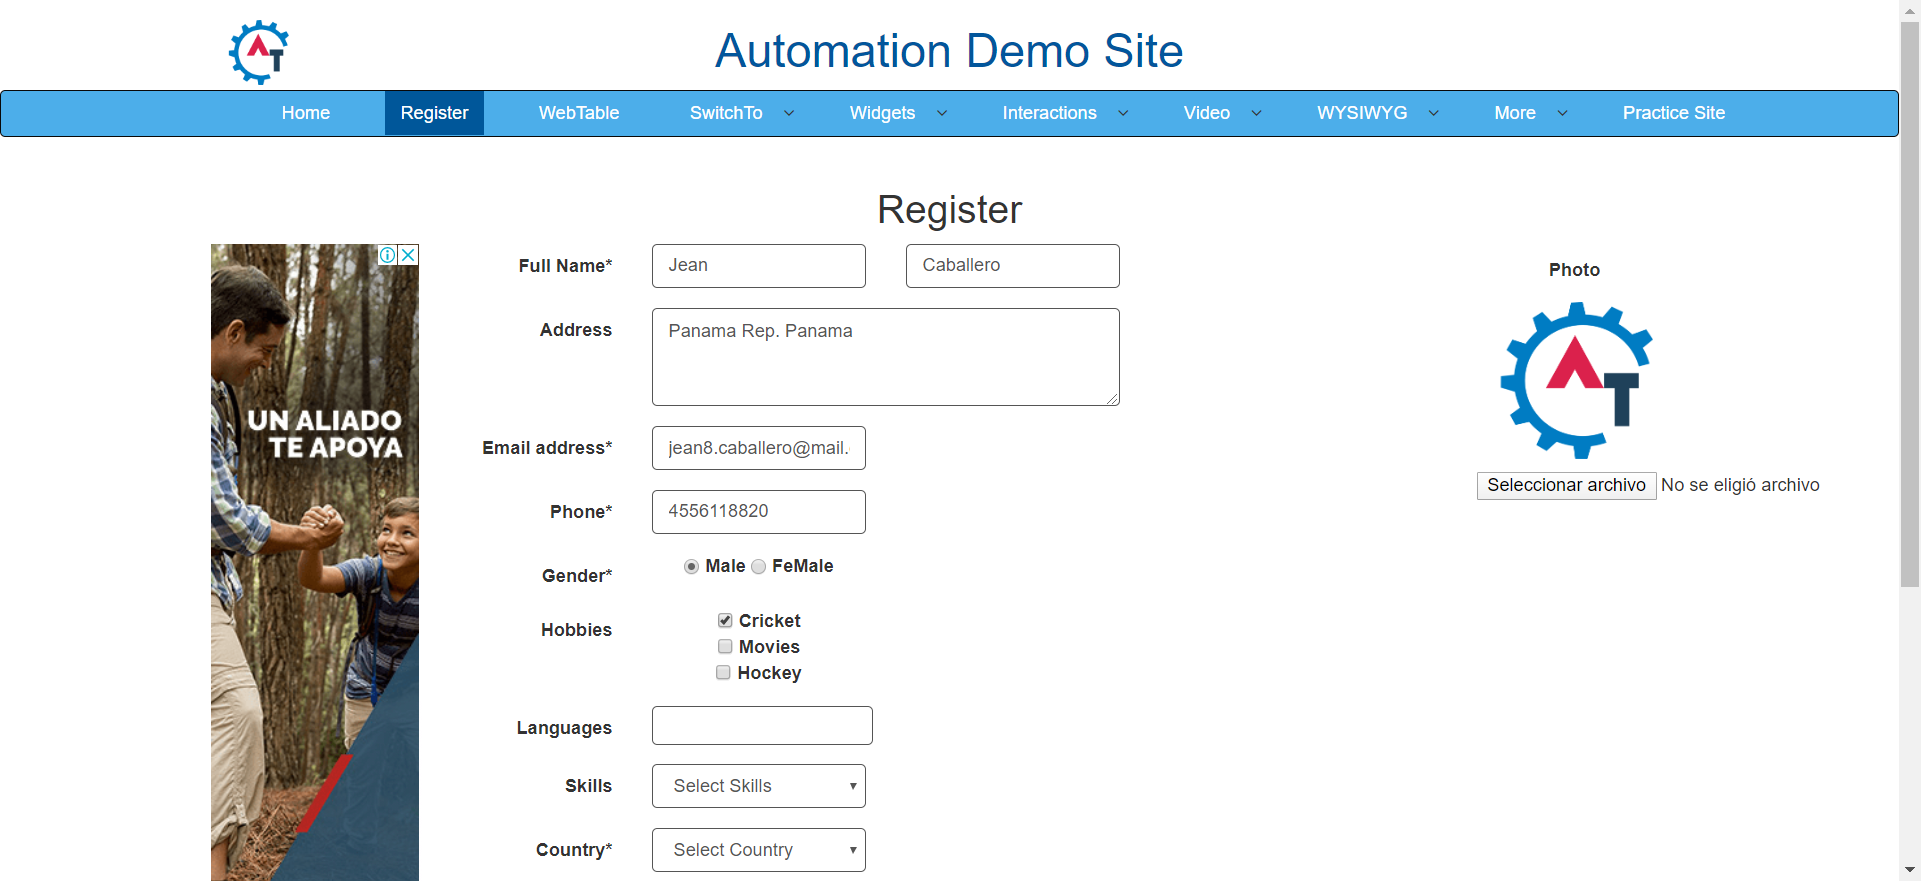 AT
Automation Demo Site
Home Register WebTable SwitchTo Widgets Interactions Video WYSIWYG More Practice Site
Register
UN ALIADO
TE APOYA
Full Name* Jean Caballero
Address Panama Rep. Panama
Email address* jean8.caballero@mail.
Phone* 4556118820
Gender* Male FeMale
Hobbies Cricket
Movies
Hockey
Languages
Skills Select Skills
Country* Select Country
Photo
AT
Seleccionar archivo No se eligió archivo